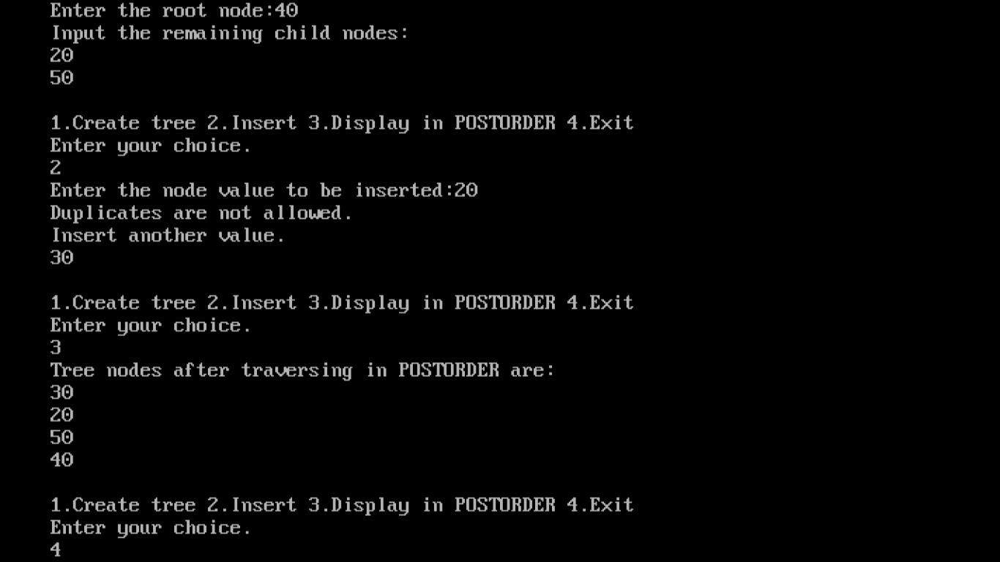 Enter the root node:40
Input the remaining child nodes:
20
50
1.Create tree 2.Insert 3.Display in POSTORDER 4.Exit
Enter your choice.
2
Enter the node value to be inserted:20
Duplicates are not allowed.
Insert another value.
30
1.Create tree 2.Insert 3.Display in POSTORDER 4.Exit
Enter your choice.
3
Tree nodes after traversing in POSTORDER are:
30
20
50
40
1.Create tree 2.Insert 3.Display in POSTORDER 4.Exit
Enter your choice.
4